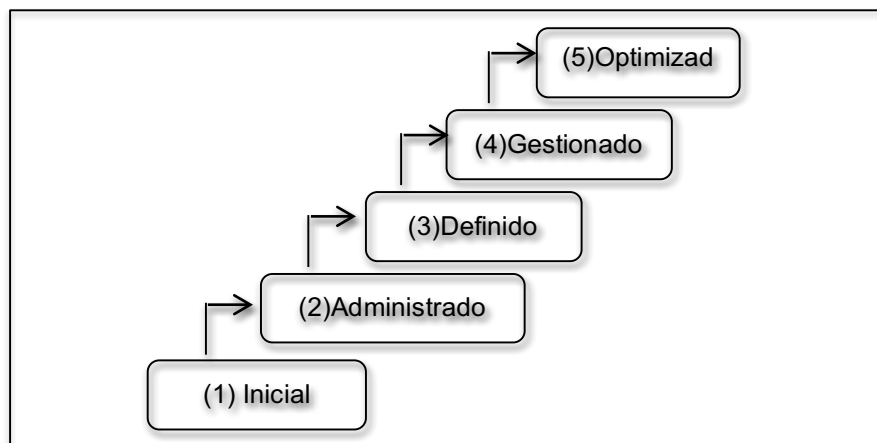 (5)Optimizad
(4)Gestionado
(3)Definido
(2)Administrado
(1) Inicial